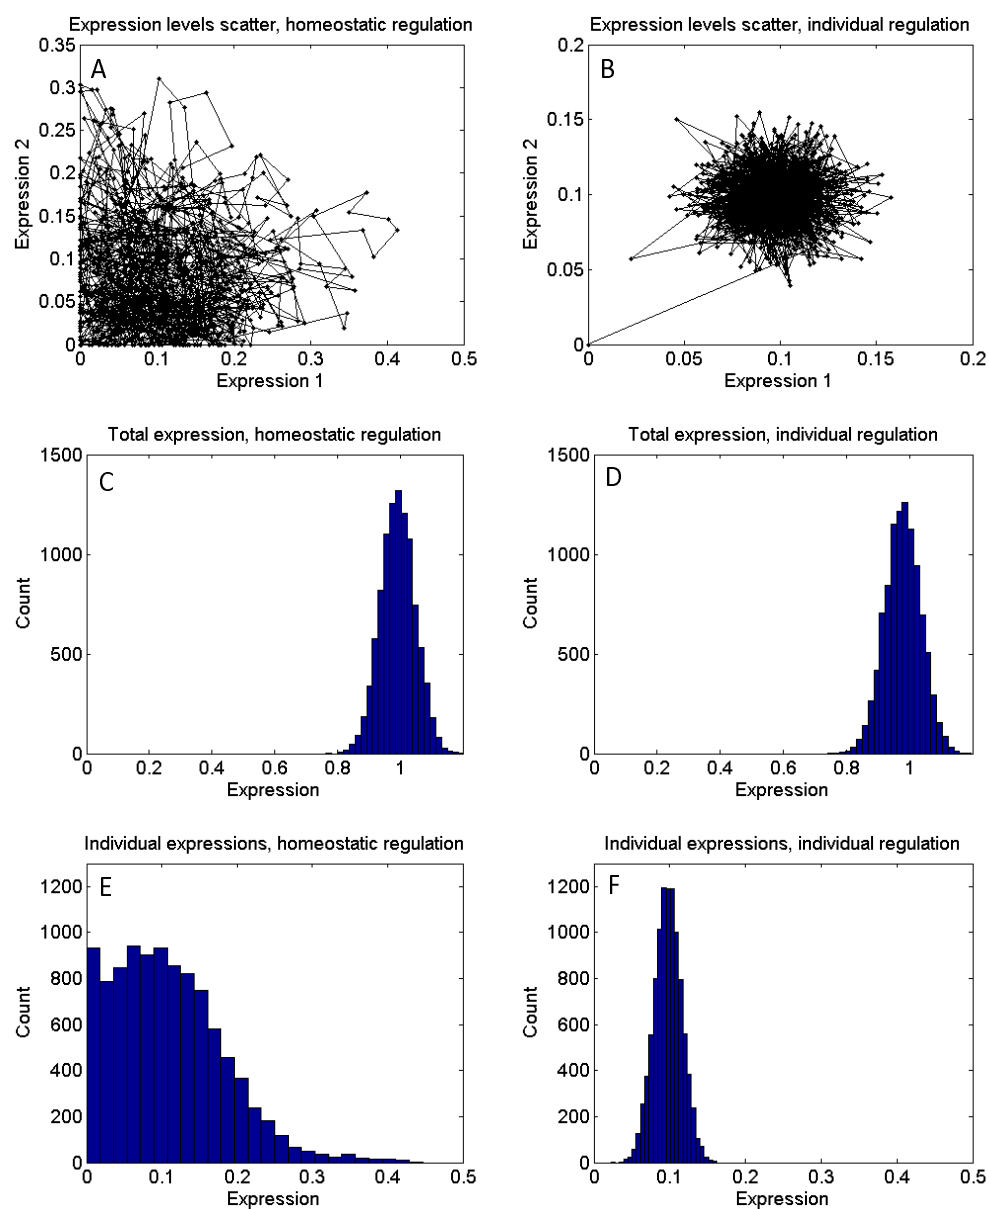 Expression levels scatter, homeostatic regulation
A
0.35
0.3
0.25
0.2
0.15
0.1
0.05
0
Expression 2
0 0.1 0.2 0.3 0.4 0.5
Expression 1
Expression levels scatter, individual regulation
B
0.2
0.15
0.1
0.05
0
Expression 2
0 0.05 0.1 0.15 0.2
Expression 1
Total expression, homeostatic regulation
C
1500
1000
500
0
Count
0 0.2 0.4 0.6 0.8 1
Expression
Total expression, individual regulation
D
1500
1000
500
0
Count
0 0.2 0.4 0.6 0.8 1
Expression
Individual expressions, homeostatic regulation
E
1200
1000
800
600
400
200
0
Count
0 0.1 0.2 0.3 0.4 0.5
Expression
Individual expressions, individual regulation
F
1200
1000
800
600
400
200
0
Count
0 0.1 0.2 0.3 0.4 0.5
Expression